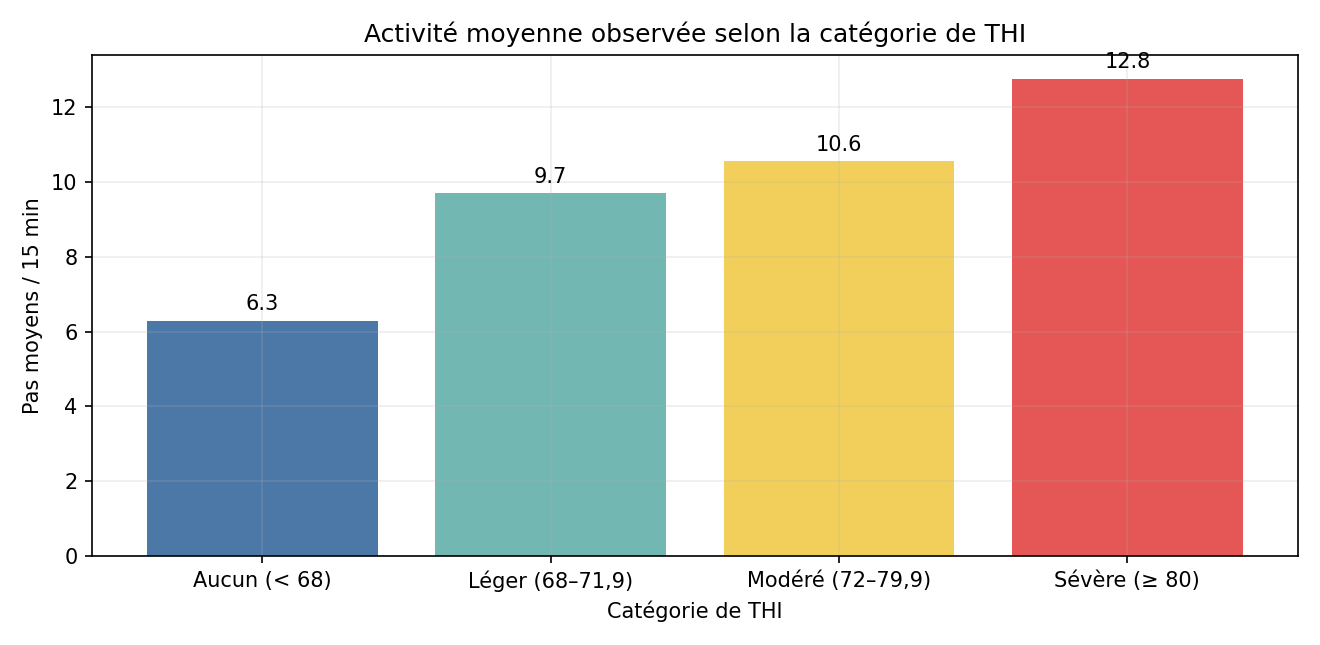 Activité moyenne observée selon la catégorie de THI
Pas moyens / 15 min
12
10
8
6
4
2
0
6.3
9.7
10.6
12.8
Aucun (< 68)
Léger (68–71,9)
Modéré (72–79,9)
Sévère (≥ 80)
Catégorie de THI